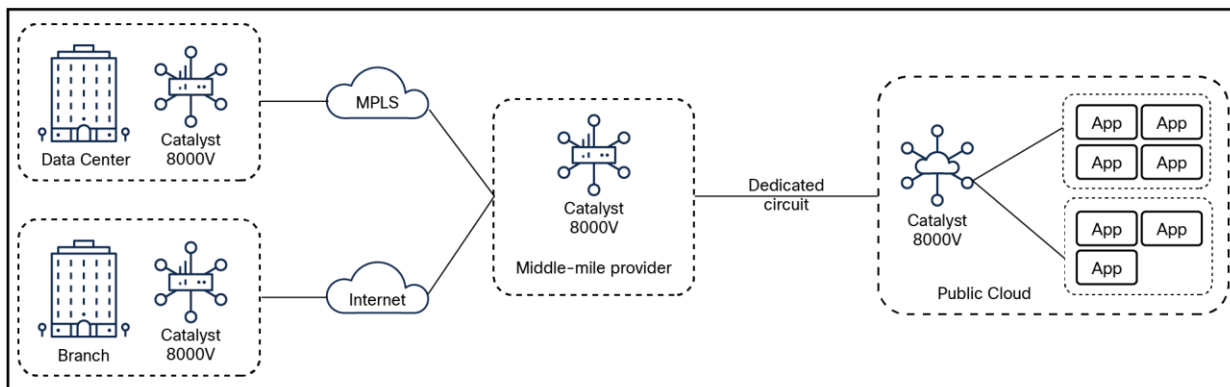 Data Center
Catalyst
8000V
MPLS
Branch
Catalyst
8000V
Internet
Catalyst
8000V
Middle-mile provider
Dedicated
circuit
Catalyst
8000V
Public Cloud
App App
App App
App App
App